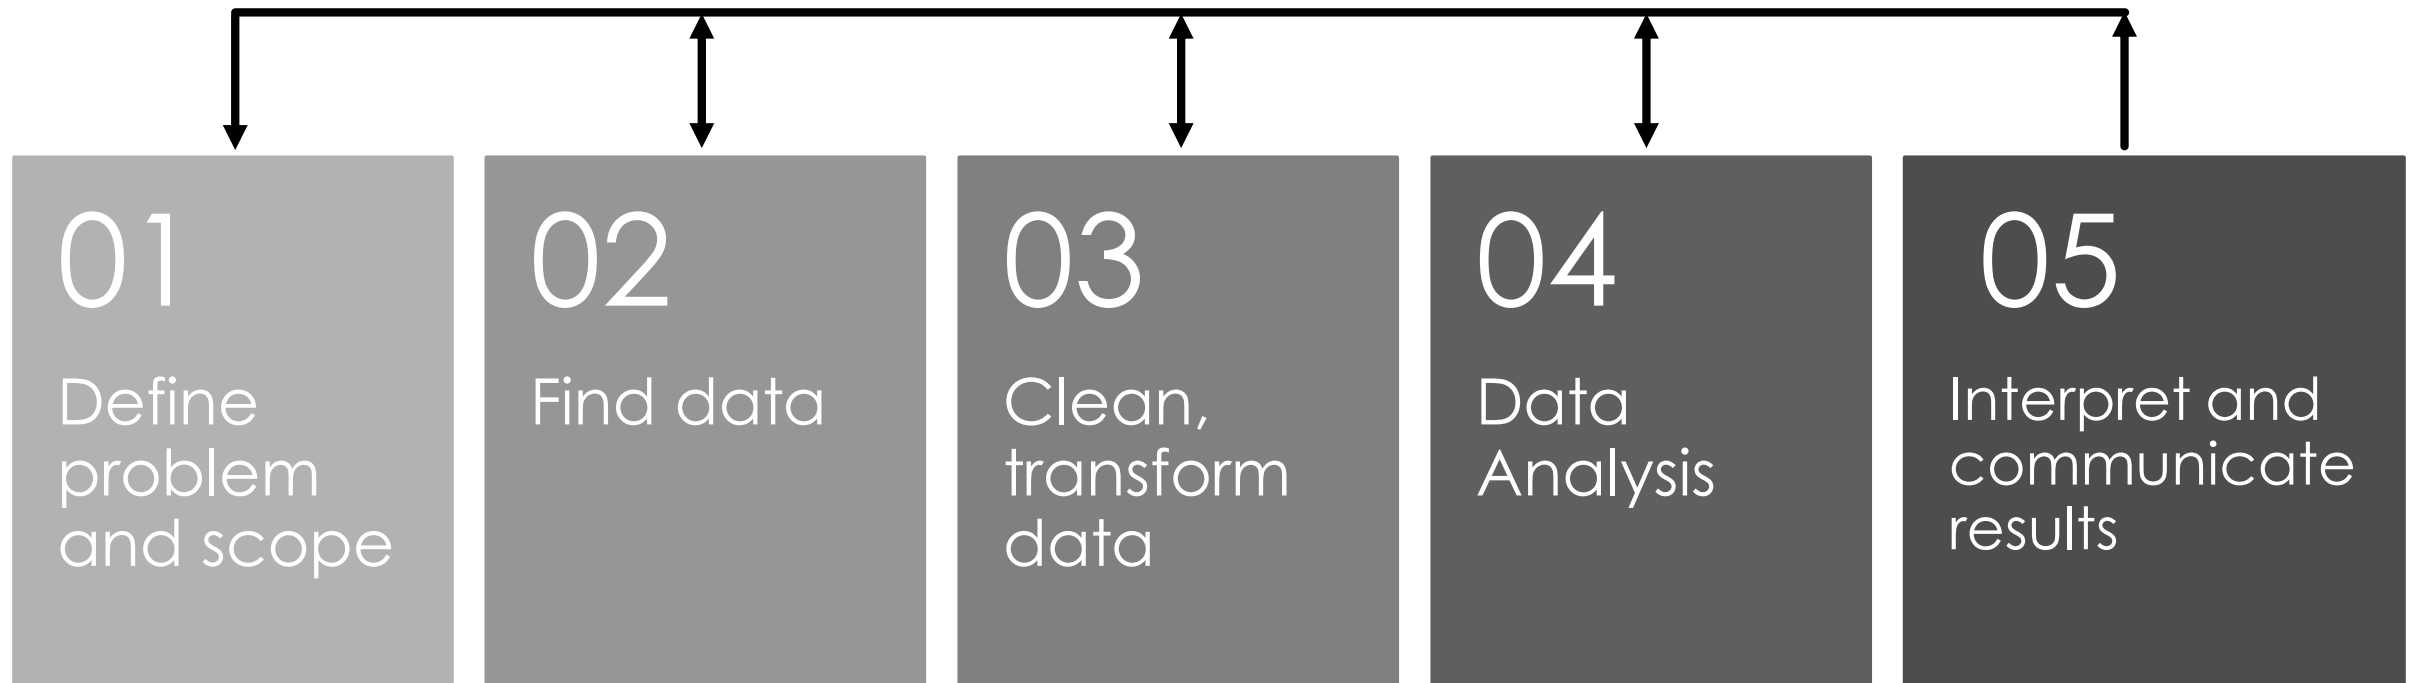 01
Define
problem
and scope
02
Find data
03
Clean,
transform
data
04
Data
Analysis
05
Interpret and
communicate
results